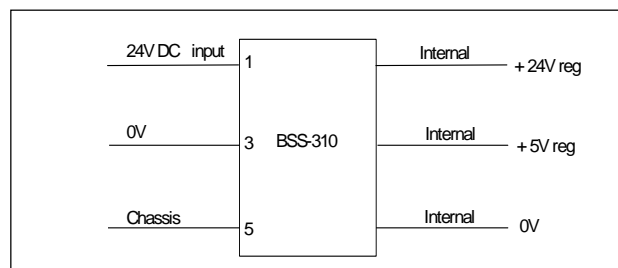 24V DC input
1
Internal
+ 24V reg
0V
3
BSS-310
Internal
+ 5V reg
Chassis
5
Internal
0V